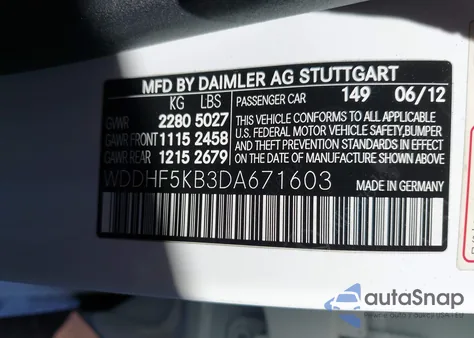 MFD BY DAIMLER AG STUTTGART
KG LBS
PASSENGER CAR 149 06/12
GVWR 2280 5027
GAWR FRONT 1115 2458
GAWR REAR 1215 2679
THIS VEHICLE CONFORMS TO ALL APPLICABLE
U.S. FEDERAL MOTOR VEHICLE SAFETY,BUMPER
AND THEFT PREVENTION STANDARDS IN EFFECT
ON THE DATE OF MANUFACTURE SHOWN ABOVE.
WDDHF5KB3DA671603
MADE IN GERMANY
autoSnap